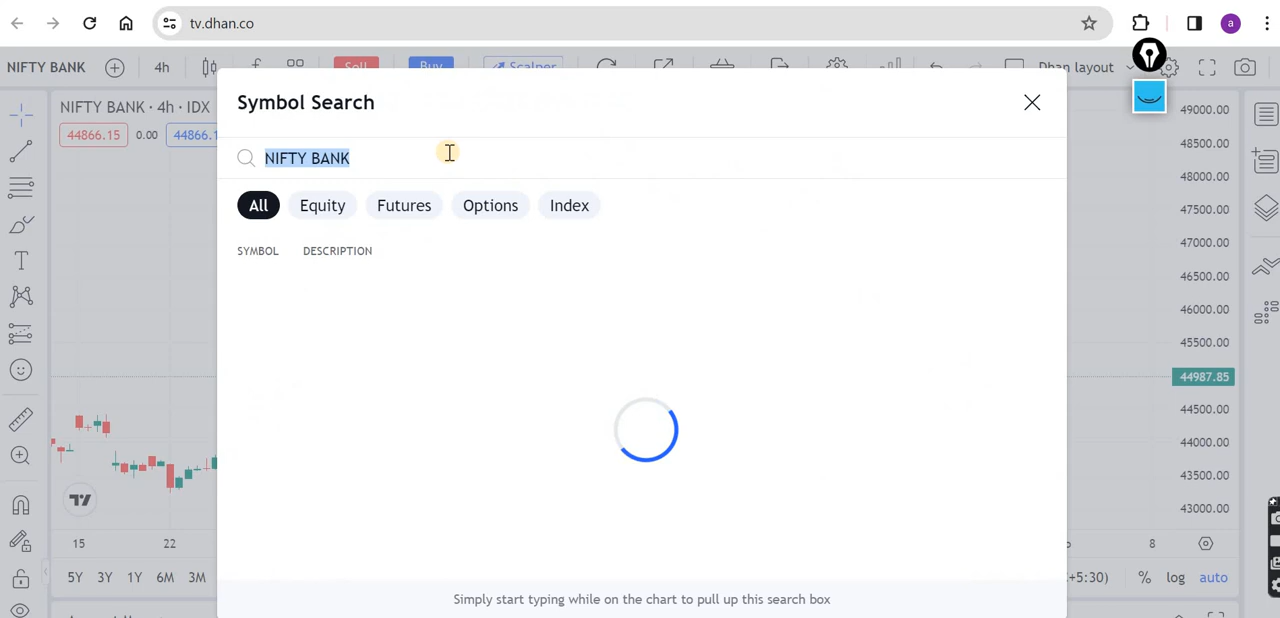 tv.dhan.co
a
NIFTY BANK
4h
Sell
Buy
Scalper
Dhan layout
NIFTY BANK · 4h · IDX
44866.15
0.00
44866.1
Symbol Search
NIFTY BANK
All
Equity
Futures
Options
Index
SYMBOL
DESCRIPTION
49000.00
48500.00
48000.00
47500.00
47000.00
46500.00
46000.00
45500.00
44987.85
44500.00
44000.00
43500.00
43000.00
15
22
8
5Y
3Y
1Y
6M
3M
+5:30)
%
log
auto
Simply start typing while on the chart to pull up this search box